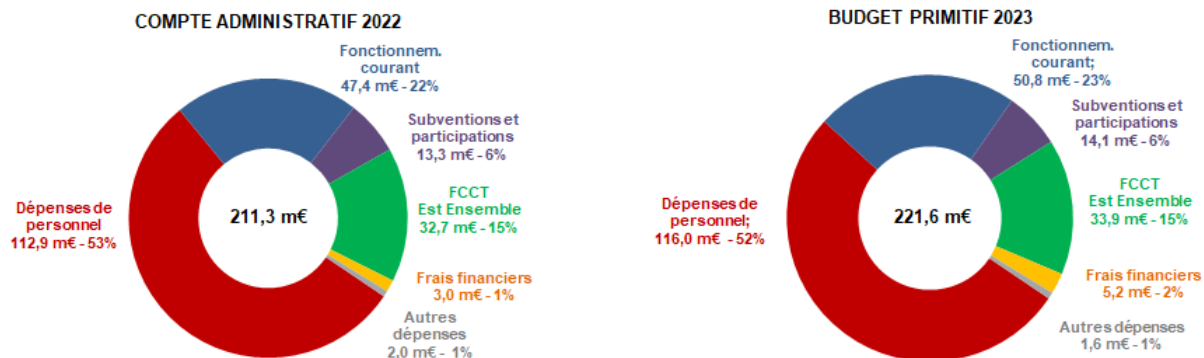 COMPTE ADMINISTRATIF 2022
Fonctionnem.
courant
47,4 m€ - 22%
Subventions et
participations
13,3 m€ - 6%
FCCT
Est Ensemble
32,7 m€ - 15%
Frais financiers
3,0 m€ - 1%
Autres
dépenses
2,0 m€ - 1%
Dépenses de
personnel
112,9 m€ - 53%
211,3 m€
BUDGET PRIMITIF 2023
Fonctionnem.
courant;
50,8 m€ - 23%
Subventions et
participations
14,1 m€ - 6%
FCCT
Est Ensemble
33,9 m€ - 15%
Frais financiers
5,2 m€ - 2%
Autres dépenses
1,6 m€ - 1%
Dépenses de
personnel;
116,0 m€ - 52%
221,6 m€